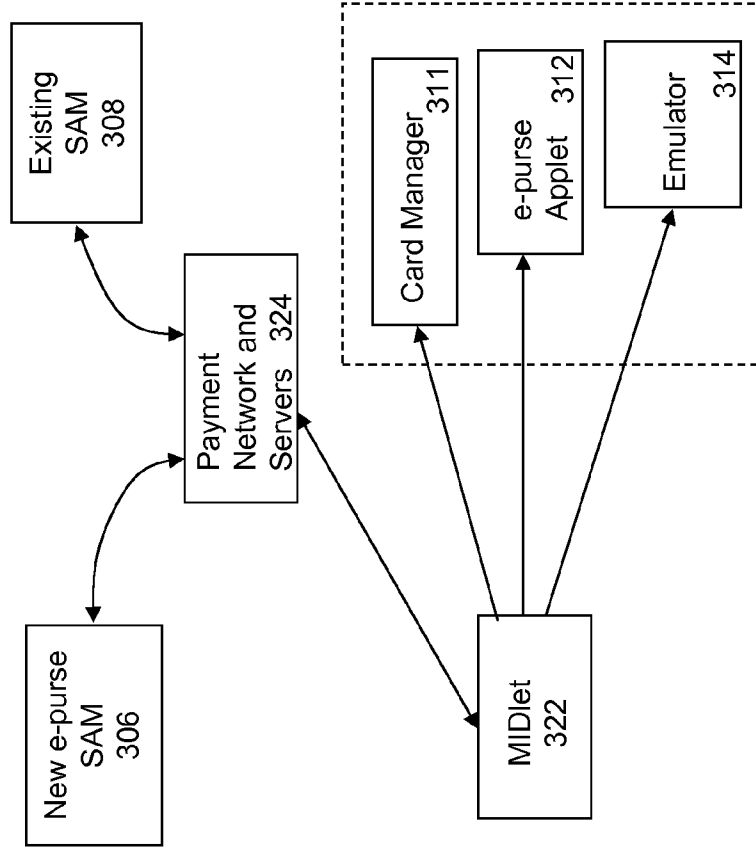 New e-purse
SAM
306
Existing
SAM
308
Payment
Network and
Servers 324
MIDlet
322
Card Manager
311
e-purse
Applet 312
Emulator
314